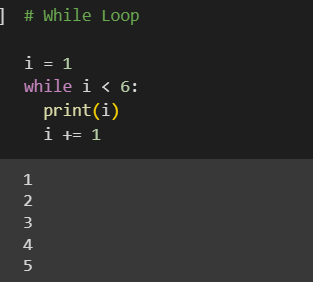 ] # While Loop
i = 1
while i < 6:
  print(i)
  i += 1
1
2
3
4
5